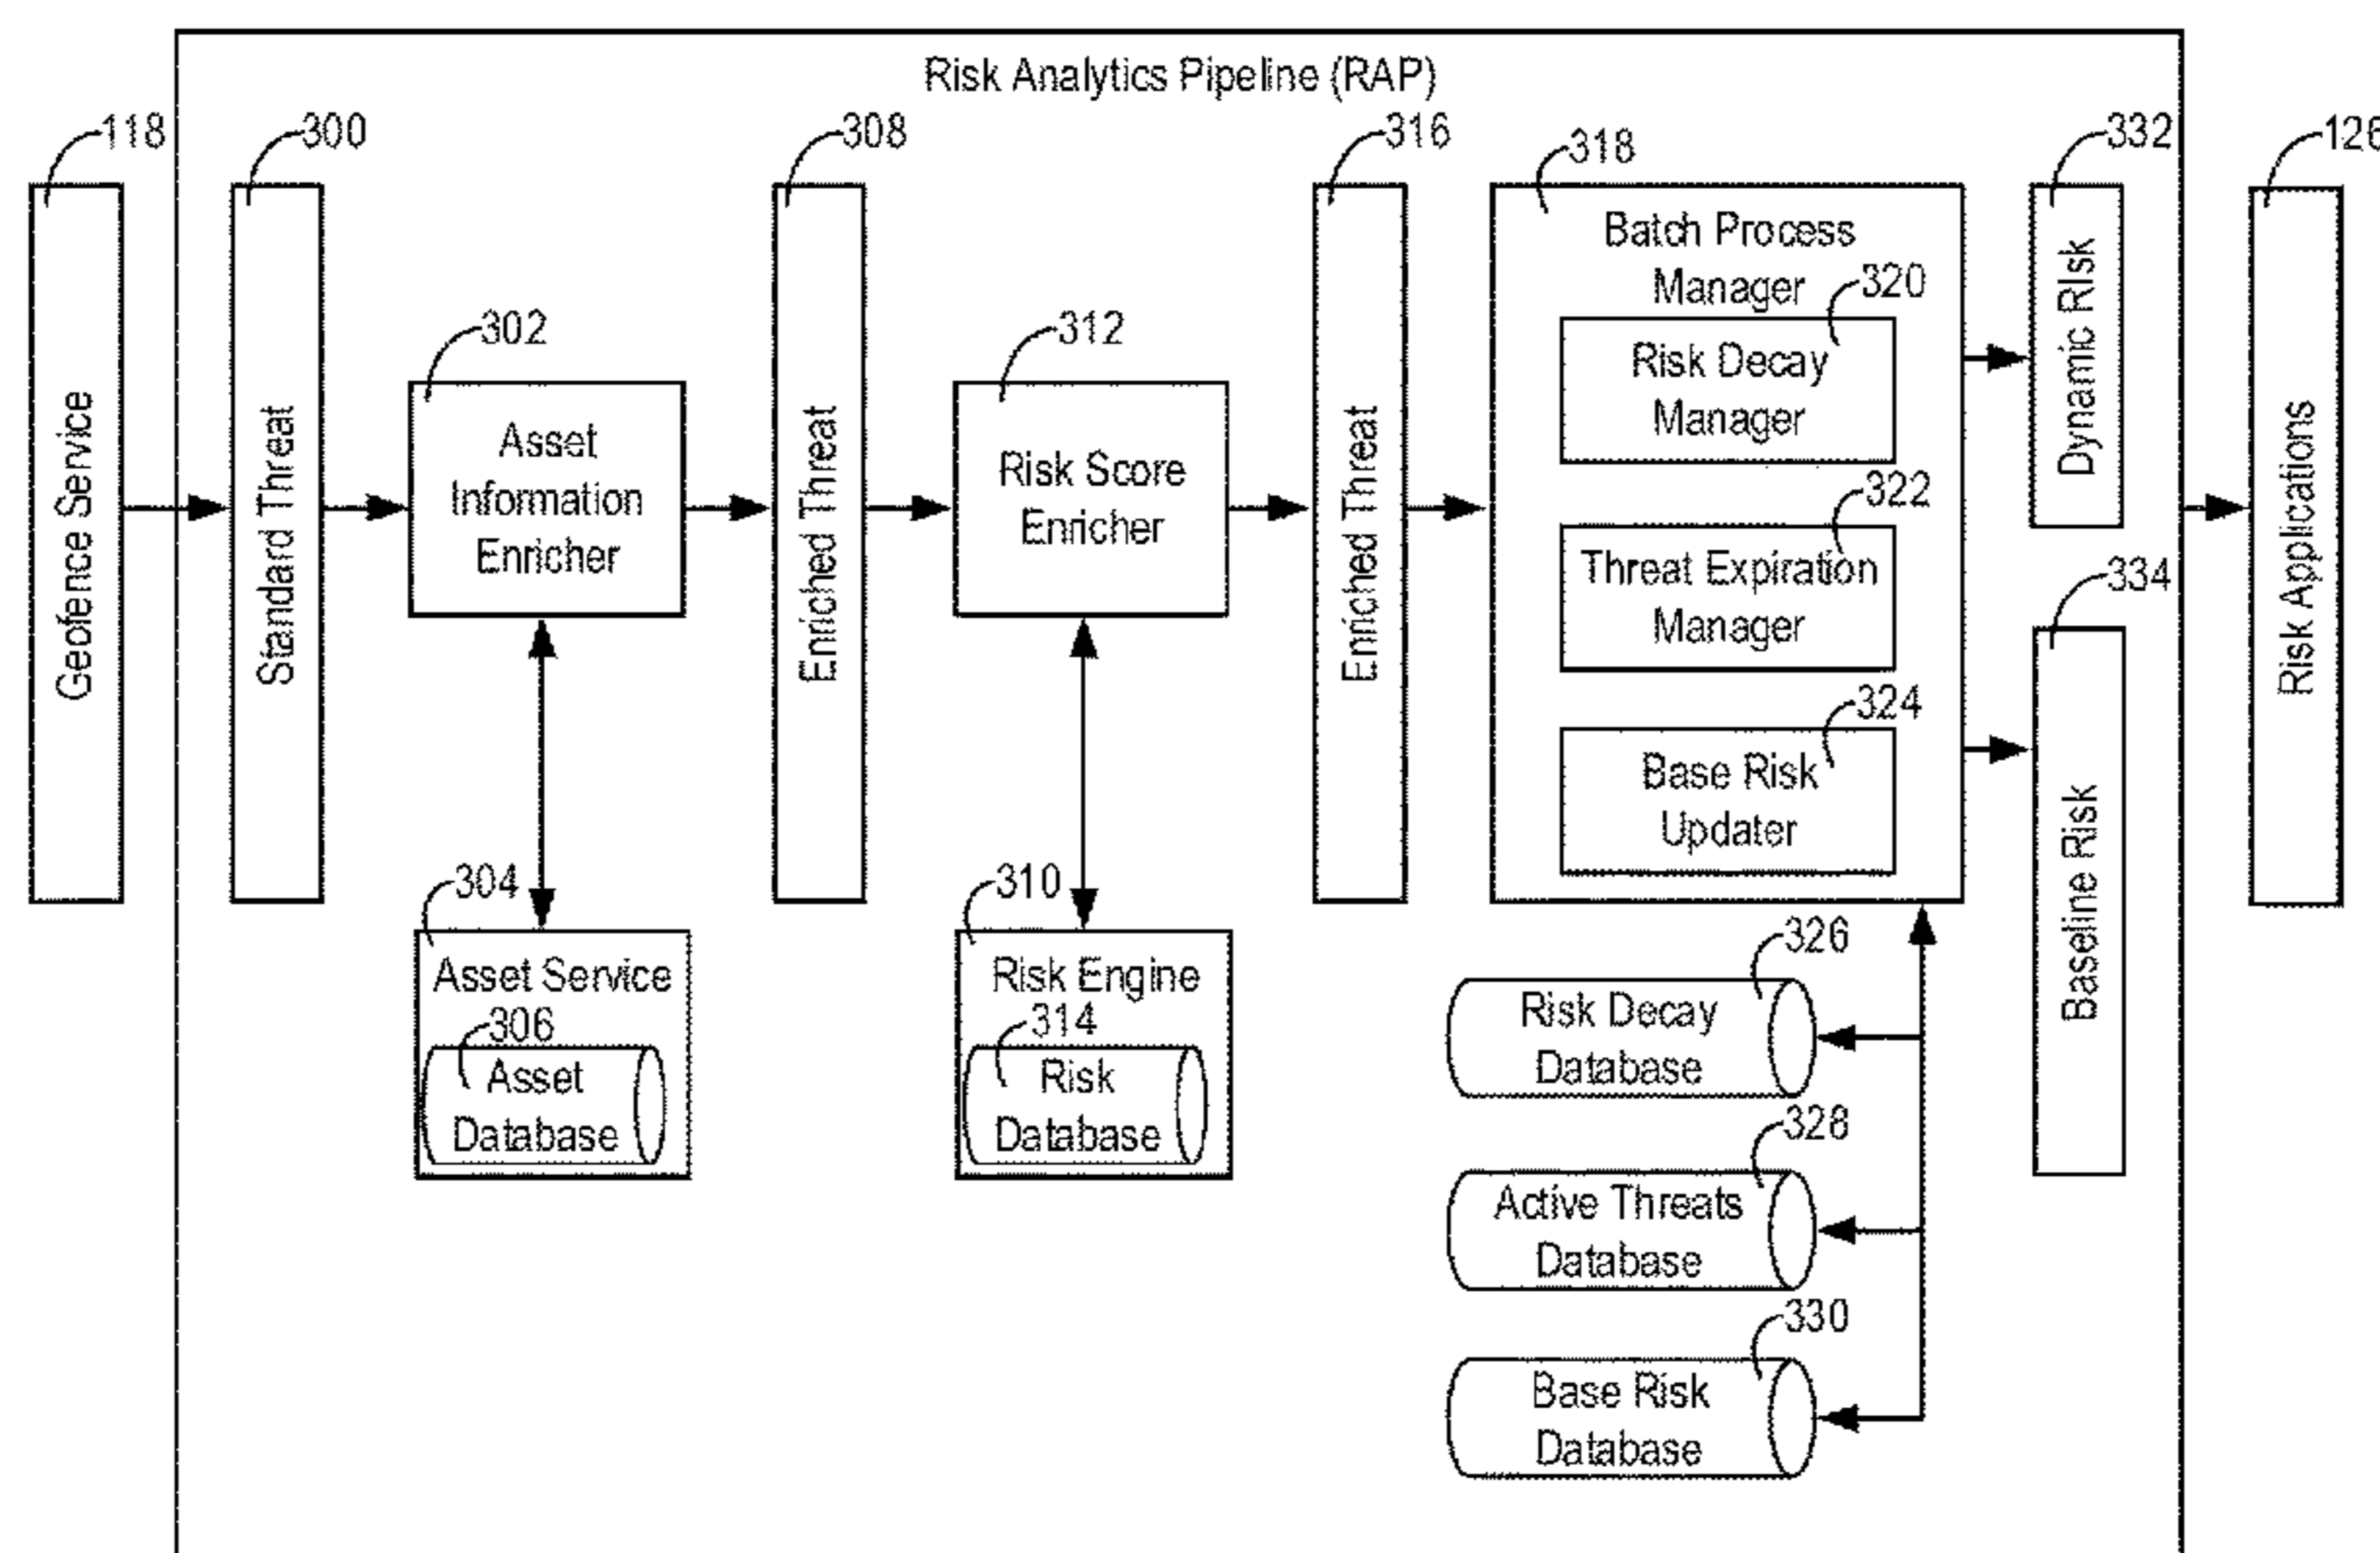 Risk Analytics Pipeline (RAP)
118
300
308
316
318
332
126
Geofence Service
Standard Threat
302
Asset
Information
Enricher
304
Asset Service
306
Asset
Database
Enriched Threat
312
Risk Score
Enricher
310
Risk Engine
314
Risk
Database
Enriched Threat
Batch Process
Manager
320
Risk Decay
Manager
322
Threat Expiration
Manager
324
Base Risk
Updater
326
Risk Decay
Database
328
Active Threats
Database
330
Base Risk
Database
Dynamic RIsk
334
Baseline Risk
Risk Applications